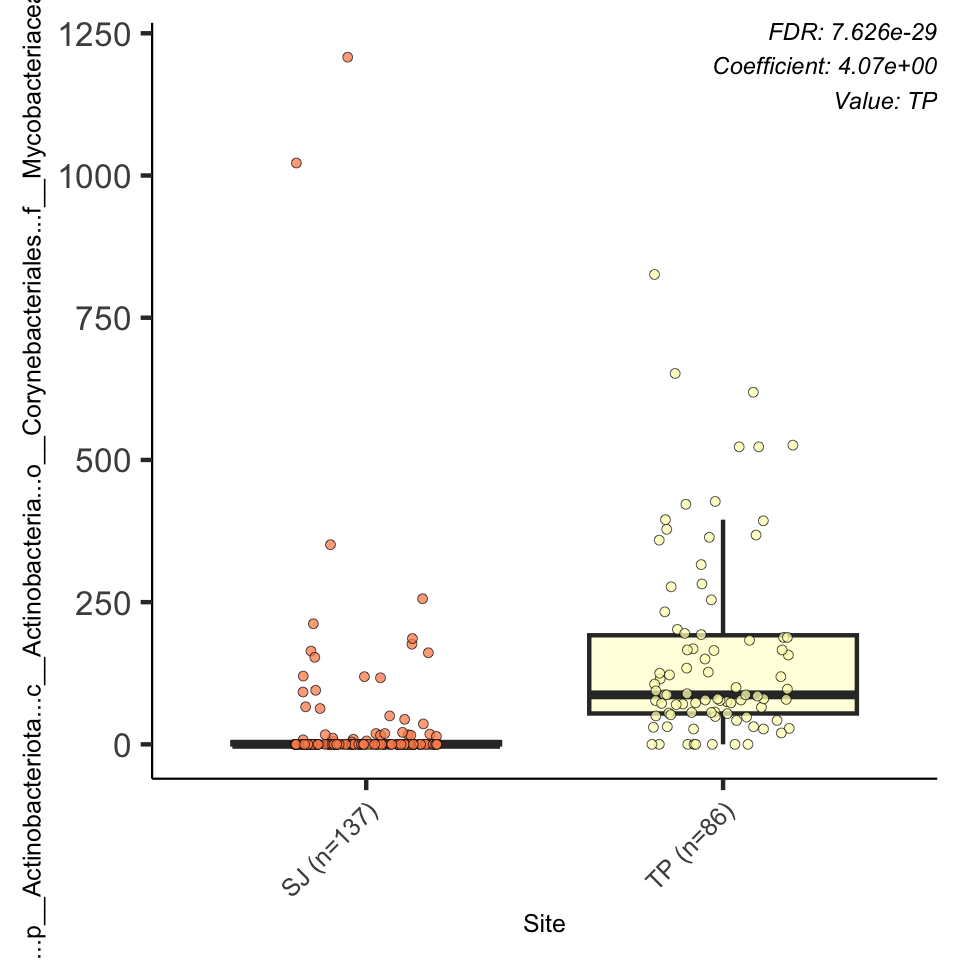 FDR: 7.626e-29
Coefficient: 4.07e+00
Value: TP
...p__Actinobacteriota...c__Actinobacteria...o__Corynebacteriales...f__Mycobacteriacea
1250
1000
750
500
250
0
SJ (n=137)
TP (n=86)
Site